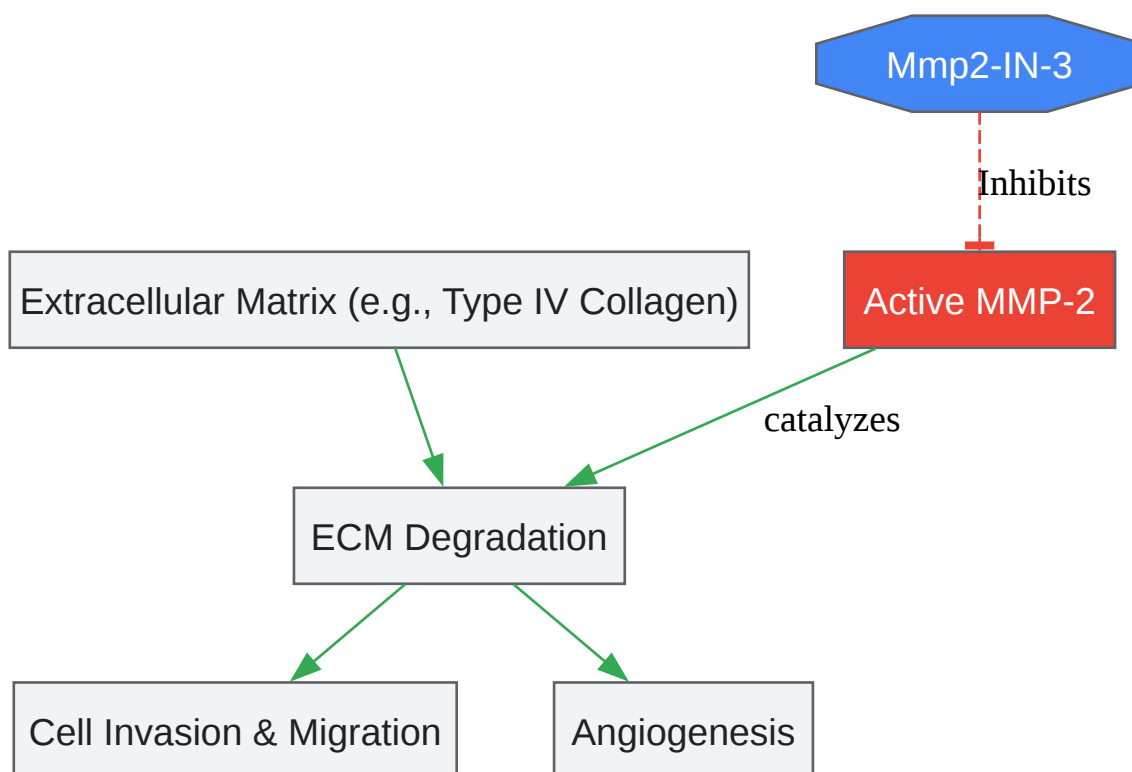 Mmp2-IN-3
Inhibits
Extracellular Matrix (e.g., Type IV Collagen)
Active MMP-2
catalyzes
ECM Degradation
Cell Invasion & Migration
Angiogenesis